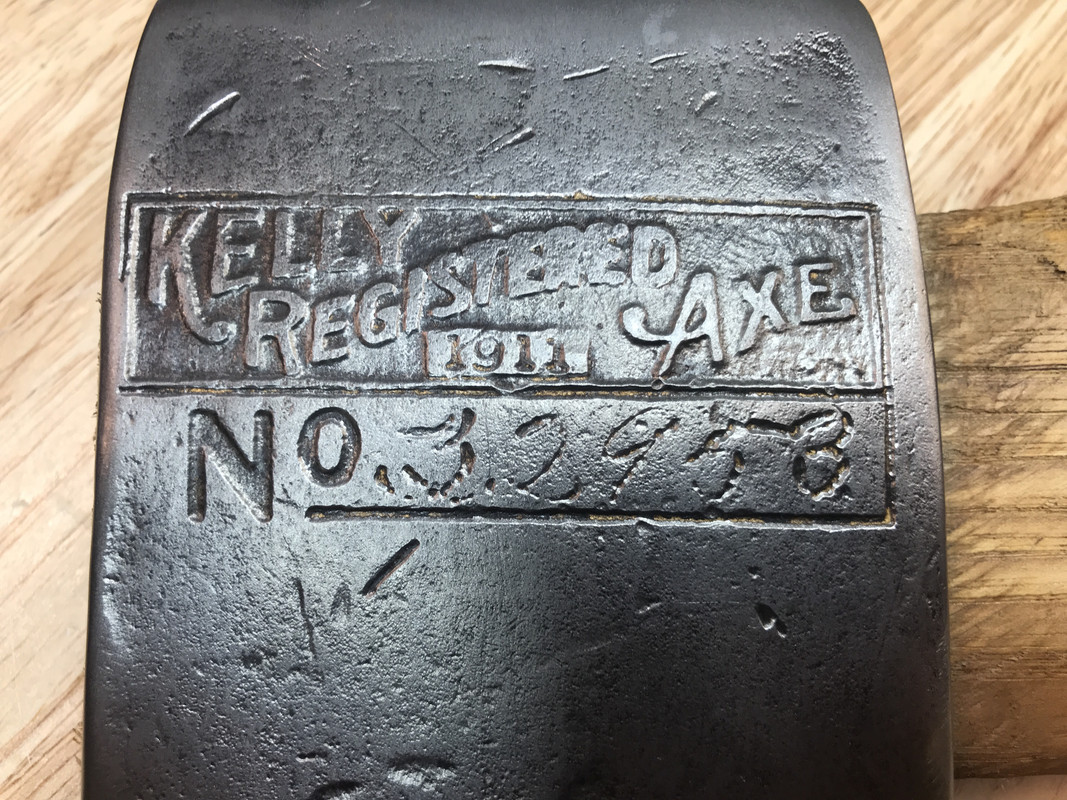 KELLY
REGISTERED AXE
1911
No. 32958